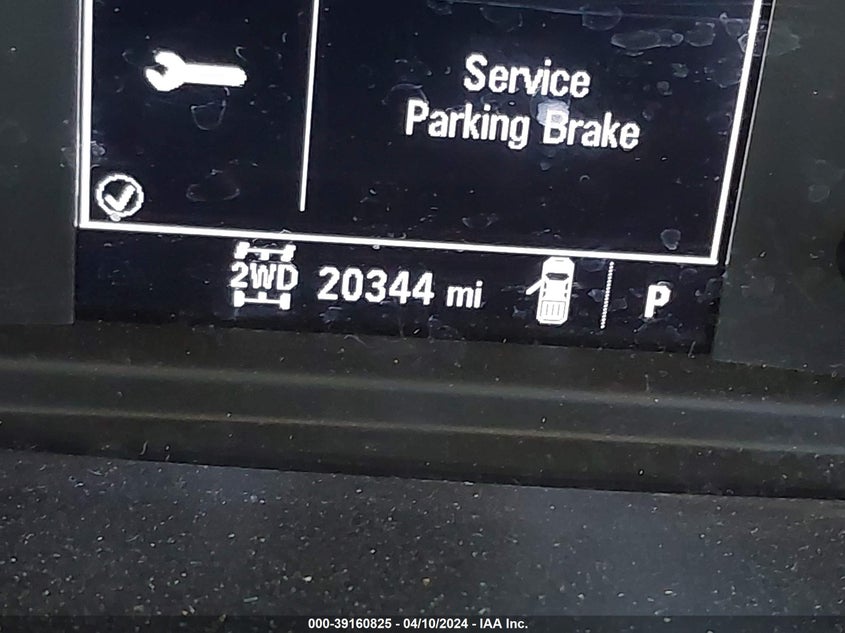 Service
Parking Brake
2WD 20344 mi P
000-39160825 - 04/10/2024 - IAA Inc.